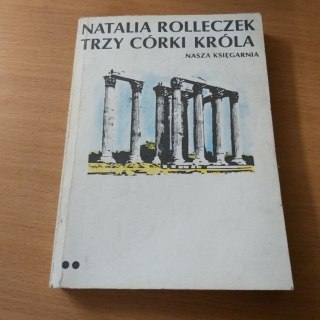 NATALIA ROLLECZEK
TRZY CÓRKI KRÓLA
NASZA KSIĘGARNIA